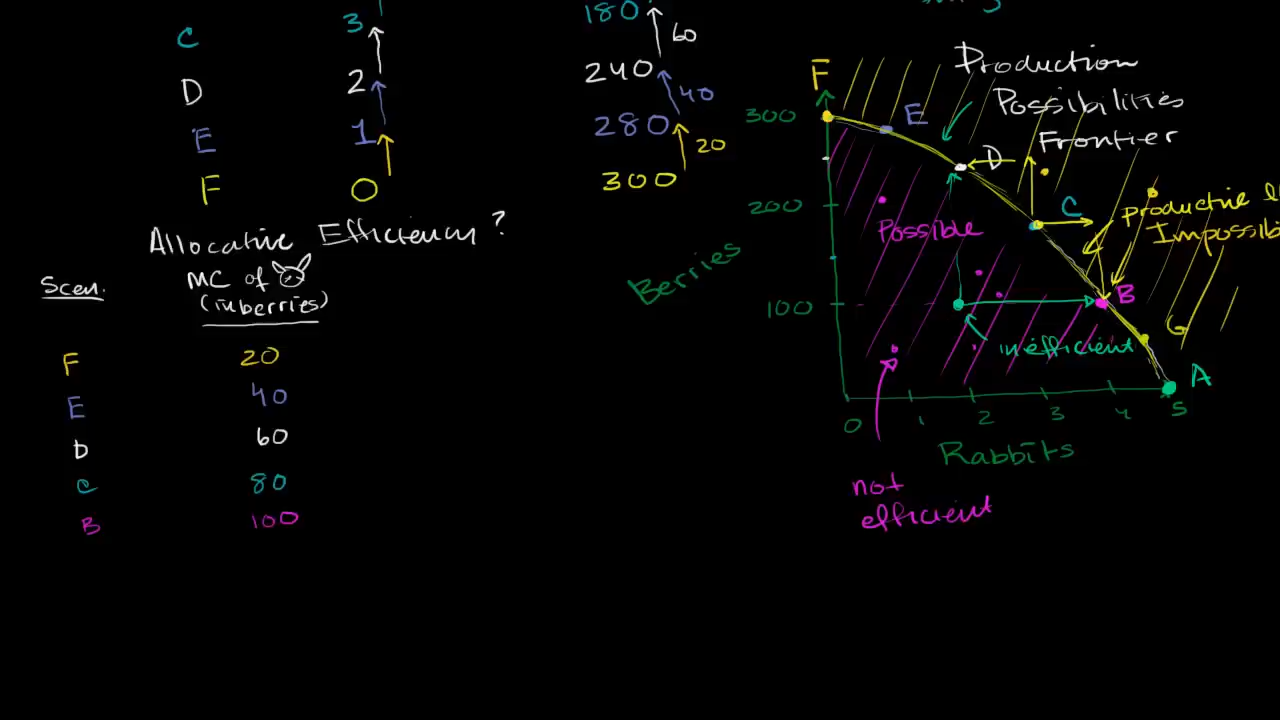 C 3 180
60
D 2 240
40
E 1 280
20
F 0 300
Allocative Efficiency?
Scen. MC of
(in berries)
F 20
E 40
D 60
C 80
B 100
F
Production
Possibilities
Frontier
300
E
D
C
200
Possible
Productive
Impossib
Berries
100
B
inefficient
G
A
0 1 2 3 4 5
Rabbits
not
efficient